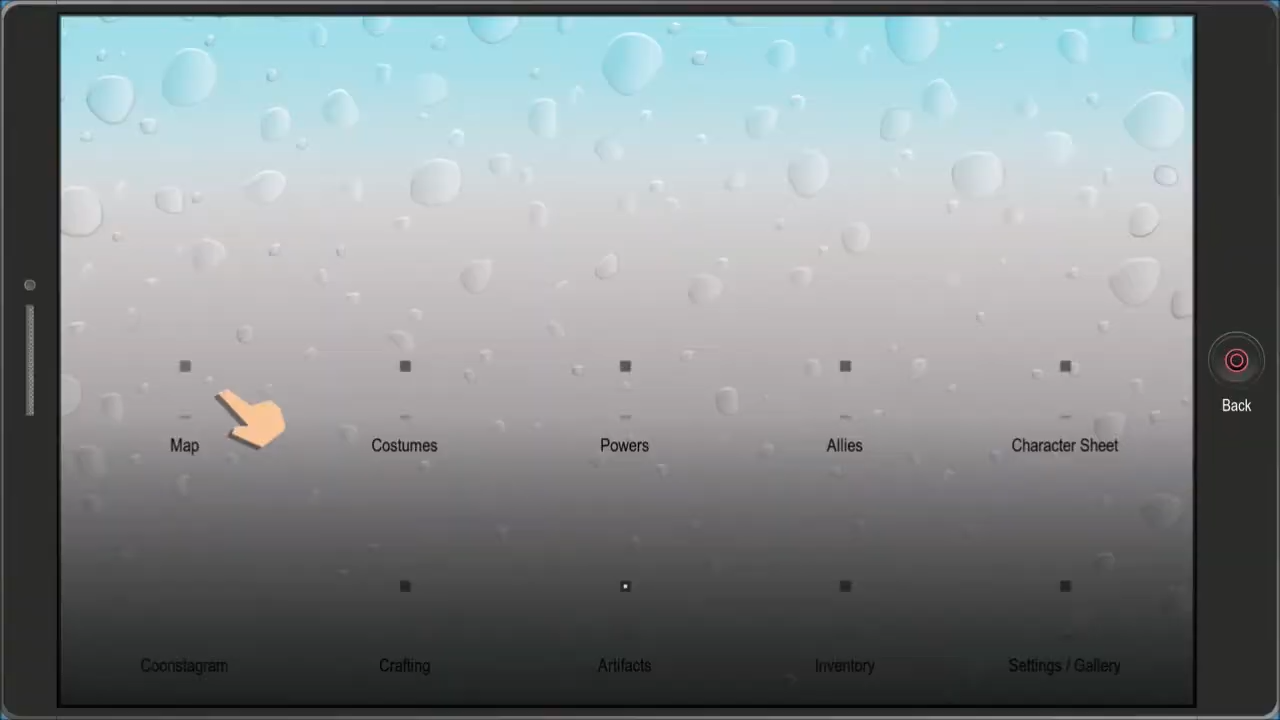 Map
Costumes
Powers
Allies
Character Sheet
Back
Coonstagram
Crafting
Artifacts
Inventory
Settings / Gallery